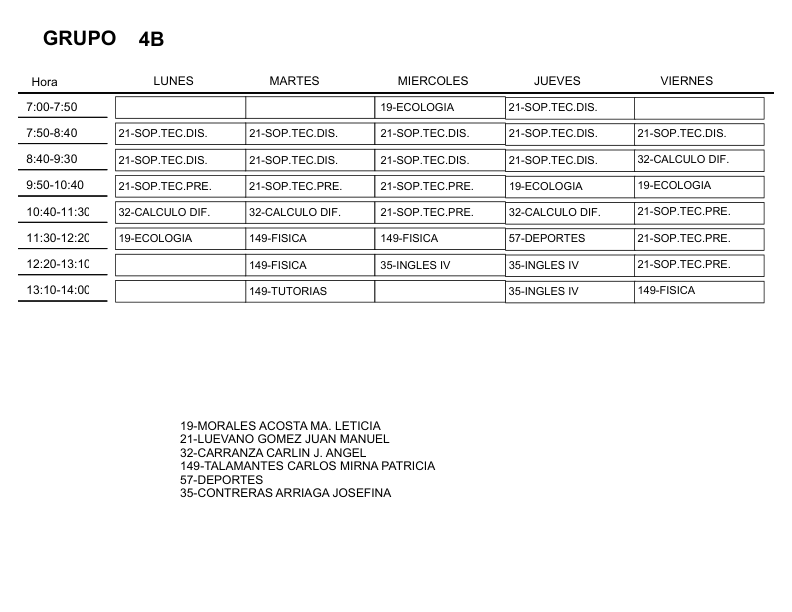 GRUPO 4B
Hora LUNES MARTES MIERCOLES JUEVES VIERNES
7:00-7:50 19-ECOLOGIA 21-SOP.TEC.DIS.
7:50-8:40 21-SOP.TEC.DIS. 21-SOP.TEC.DIS. 21-SOP.TEC.DIS. 21-SOP.TEC.DIS. 21-SOP.TEC.DIS.
8:40-9:30 21-SOP.TEC.DIS. 21-SOP.TEC.DIS. 21-SOP.TEC.DIS. 21-SOP.TEC.DIS. 32-CALCULO DIF.
9:50-10:40 21-SOP.TEC.PRE. 21-SOP.TEC.PRE. 21-SOP.TEC.PRE. 19-ECOLOGIA 19-ECOLOGIA
10:40-11:30 32-CALCULO DIF. 32-CALCULO DIF. 21-SOP.TEC.PRE. 32-CALCULO DIF. 21-SOP.TEC.PRE.
11:30-12:20 19-ECOLOGIA 149-FISICA 149-FISICA 57-DEPORTES 21-SOP.TEC.PRE.
12:20-13:10 149-FISICA 35-INGLES IV 35-INGLES IV 21-SOP.TEC.PRE.
13:10-14:00 149-TUTORIAS 35-INGLES IV 149-FISICA
19-MORALES ACOSTA MA. LETICIA
21-LUEVANO GOMEZ JUAN MANUEL
32-CARRANZA CARLIN J. ANGEL
149-TALAMANTES CARLOS MIRNA PATRICIA
57-DEPORTES
35-CONTRERAS ARRIAGA JOSEFINA